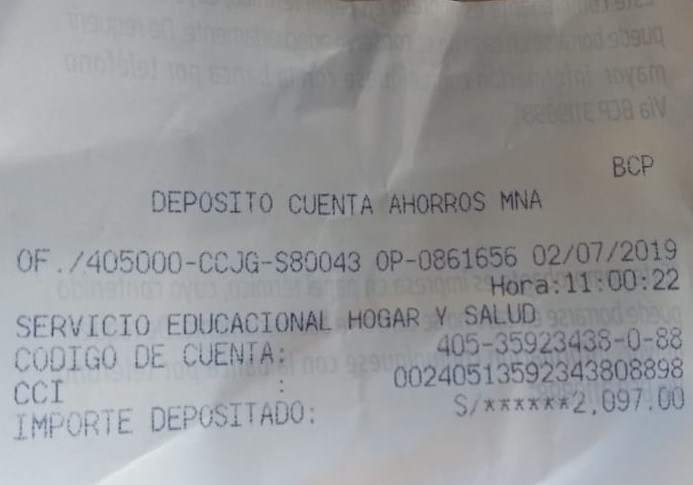 BCP
DEPOSITO CUENTA AHORROS MNA
OF./405000-CCJG-S80043 OP-0861656 02/07/2019
Hora:11:00:22
SERVICIO EDUCACIONAL HOGAR Y SALUD
CODIGO DE CUENTA: 405-35923438-0-88
CCI : 00240513592343808898
IMPORTE DEPOSITADO: S/******2,097.00